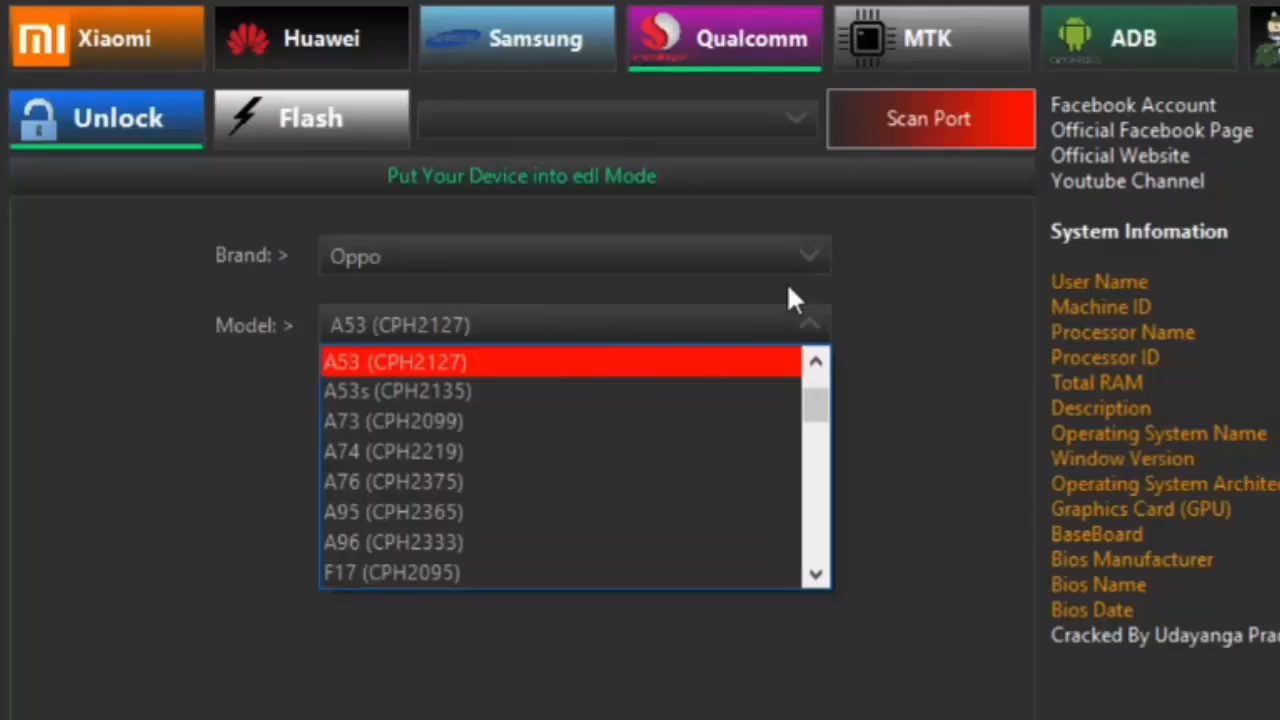 Xiaomi
Huawei
Samsung
Qualcomm
MTK
ADB
Unlock
Flash
Scan Port
Put Your Device into edl Mode
Brand: >
Oppo
Model: >
A53 (CPH2127)
A53 (CPH2127)
A53s (CPH2135)
A73 (CPH2099)
A74 (CPH2219)
A76 (CPH2375)
A95 (CPH2365)
A96 (CPH2333)
F17 (CPH2095)
Facebook Account
Official Facebook Page
Official Website
Youtube Channel
System Infomation
User Name
Machine ID
Processor Name
Processor ID
Total RAM
Description
Operating System Name
Window Version
Operating System Archite
Graphics Card (GPU)
BaseBoard
Bios Manufacturer
Bios Name
Bios Date
Cracked By Udayanga Pra